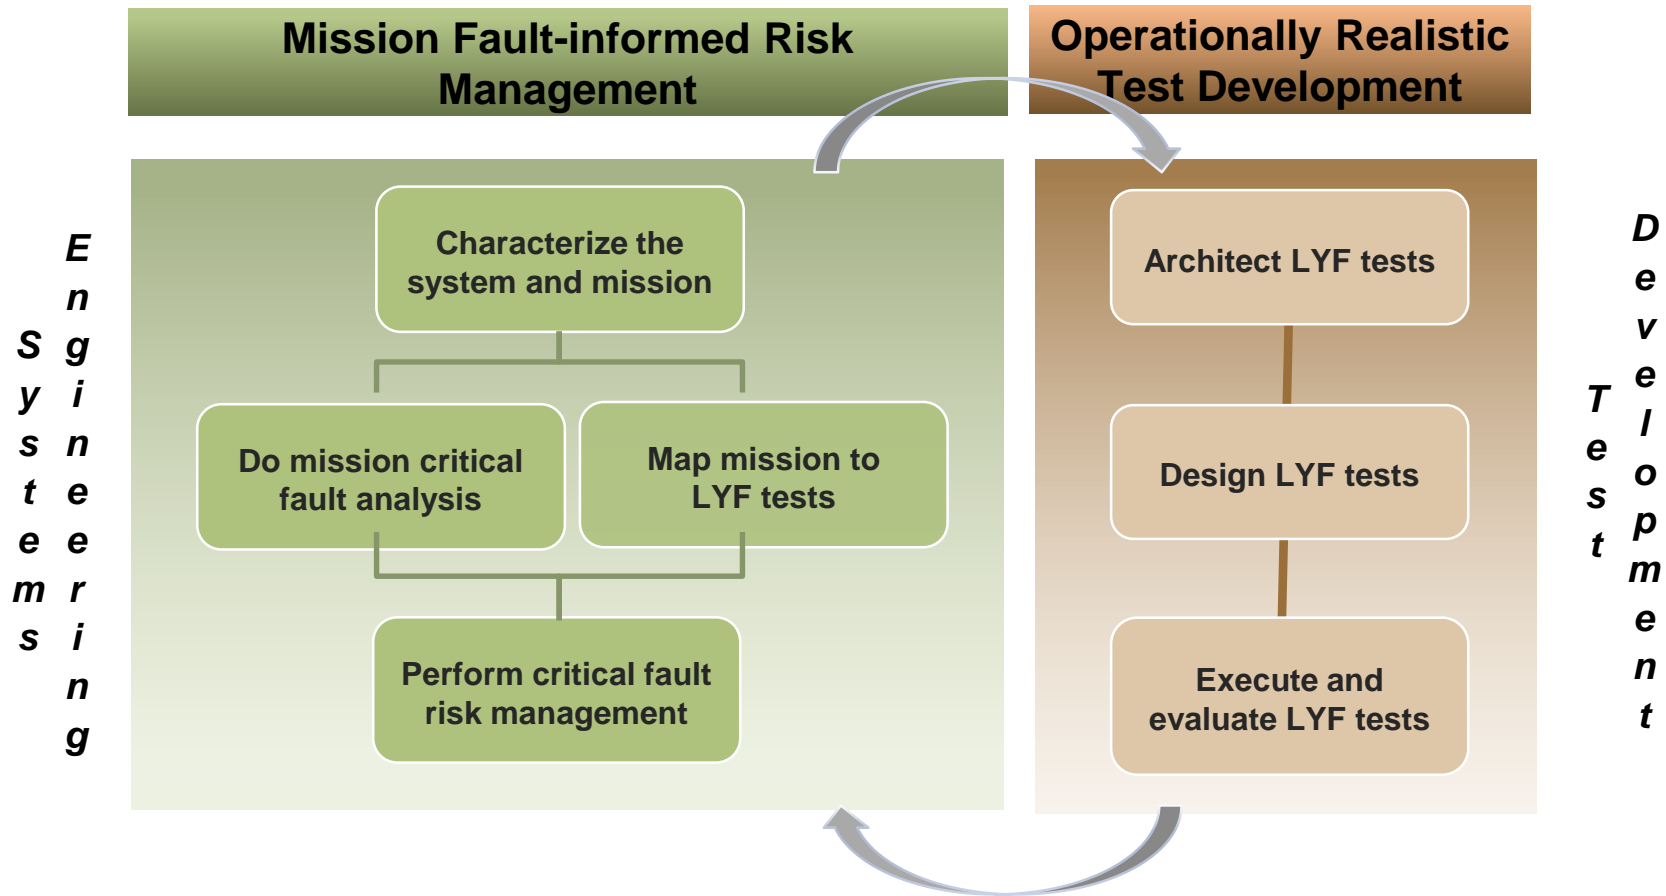 Mission Fault-informed Risk
Management
Operationally Realistic
Test Development
Systems
Engineering
Characterize the
system and mission
Do mission critical
fault analysis
Map mission to
LYF tests
Perform critical fault
risk management
Architect LYF tests
Design LYF tests
Execute and
evaluate LYF tests
Test
Development